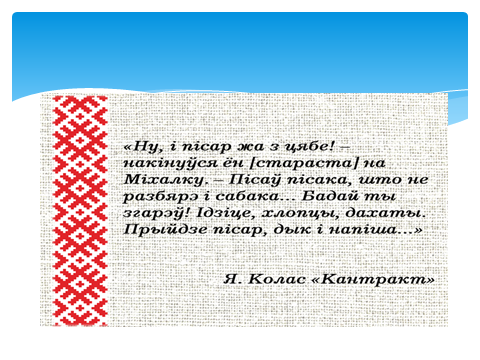 «Ну, і пісар жа з цябе! –
накінуўся ён [стараста] на
Міхалку. – Пісаў пісака, што не
разбярэ і сабака... Бадай ты
згарэў! Ідзіце, хлопцы, дахаты.
Прыйдзе пісар, дык і напіша...»
Я. Колас «Кантракт»